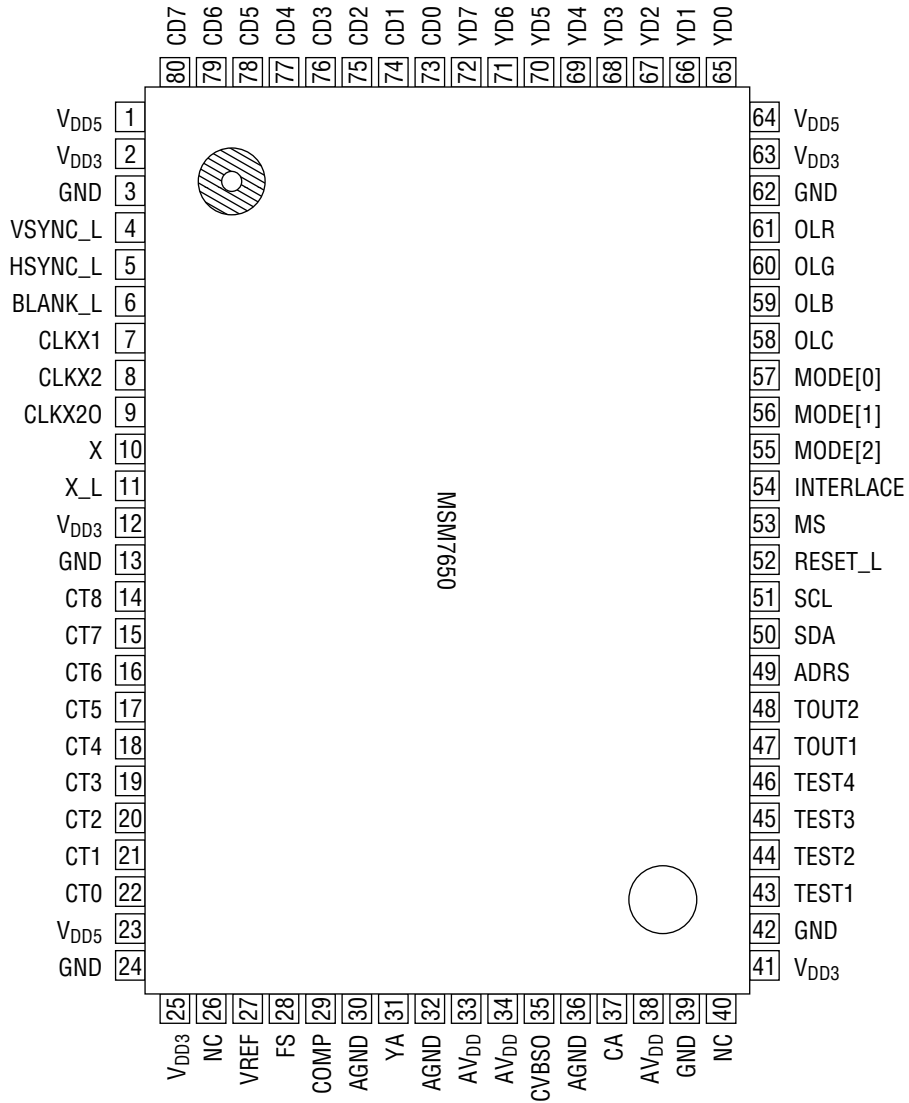 CD7 CD6 CD5 CD4 CD3 CD2 CD1 CD0 YD7 YD6 YD5 YD4 YD3 YD2 YD1 YD0
80 79 78 77 76 75 74 73 72 71 70 69 68 67 66 65
VDD5 1 64 VDD5
VDD3 2 63 VDD3
GND 3 62 GND
VSYNC_L 4 61 OLR
HSYNC_L 5 60 OLG
BLANK_L 6 59 OLB
CLKX1 7 58 OLC
CLKX2 8 57 MODE[0]
CLKX2O 9 56 MODE[1]
X 10 55 MODE[2]
X_L 11 54 INTERLACE
VDD3 12 53 MS
GND 13 52 RESET_L
CT8 14 51 SCL
CT7 15 50 SDA
CT6 16 49 ADRS
CT5 17 48 TOUT2
CT4 18 47 TOUT1
CT3 19 46 TEST4
CT2 20 45 TEST3
CT1 21 44 TEST2
CT0 22 43 TEST1
VDD5 23 42 GND
GND 24 41 VDD3
MSM7650
25 26 27 28 29 30 31 32 33 34 35 36 37 38 39 40
VDD3 NC VREF FS COMP AGND YA AGND AVDD AVDD CVBSO AGND CA AVDD GND NC